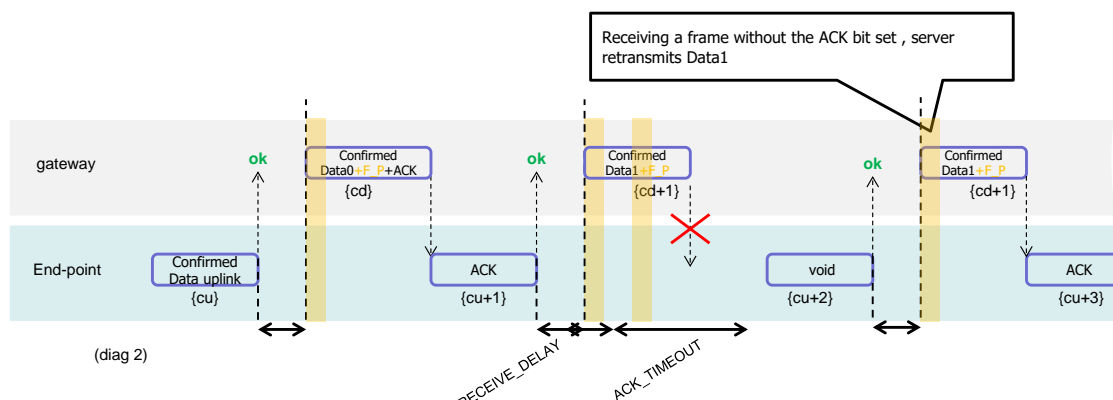 Receiving a frame without the ACK bit set , server
retransmits Data1
gateway
ok
Confirmed
Data0+F_P+ACK
{cd}
ok
Confirmed
Data1+F_P
{cd+1}
ok
Confirmed
Data1+F_P
{cd+1}
End-point
Confirmed
Data uplink
{cu}
ACK
{cu+1}
void
{cu+2}
ACK
{cu+3}
(diag 2)
RECEIVE_DELAY
ACK_TIMEOUT